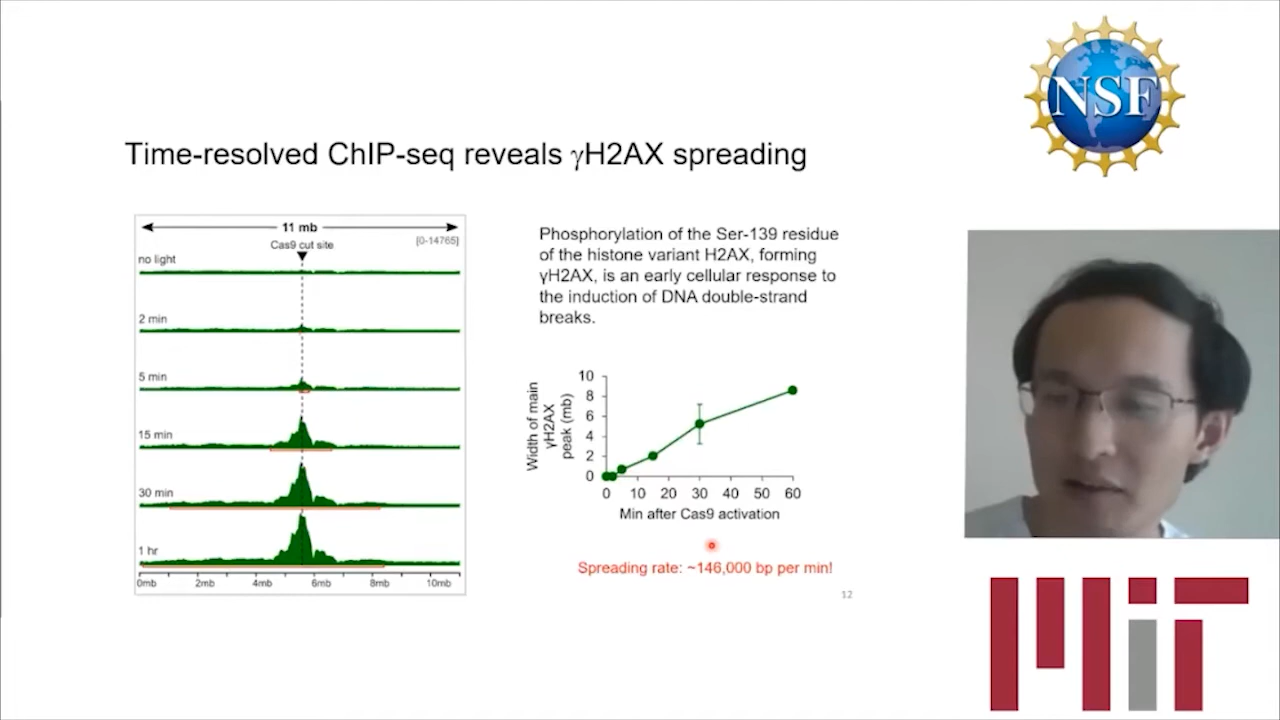 NSF
Time-resolved ChIP-seq reveals γH2AX spreading
11 mb
Cas9 cut site
[0-14765]
no light
2 min
5 min
15 min
30 min
1 hr
0mb 2mb 4mb 6mb 8mb 10mb
Phosphorylation of the Ser-139 residue
of the histone variant H2AX, forming
γH2AX, is an early cellular response to
the induction of DNA double-strand
breaks.
Width of main
γH2AX
peak (mb)
10
8
6
4
2
0
0 10 20 30 40 50 60
Min after Cas9 activation
Spreading rate: ~146,000 bp per min!
12
MIT